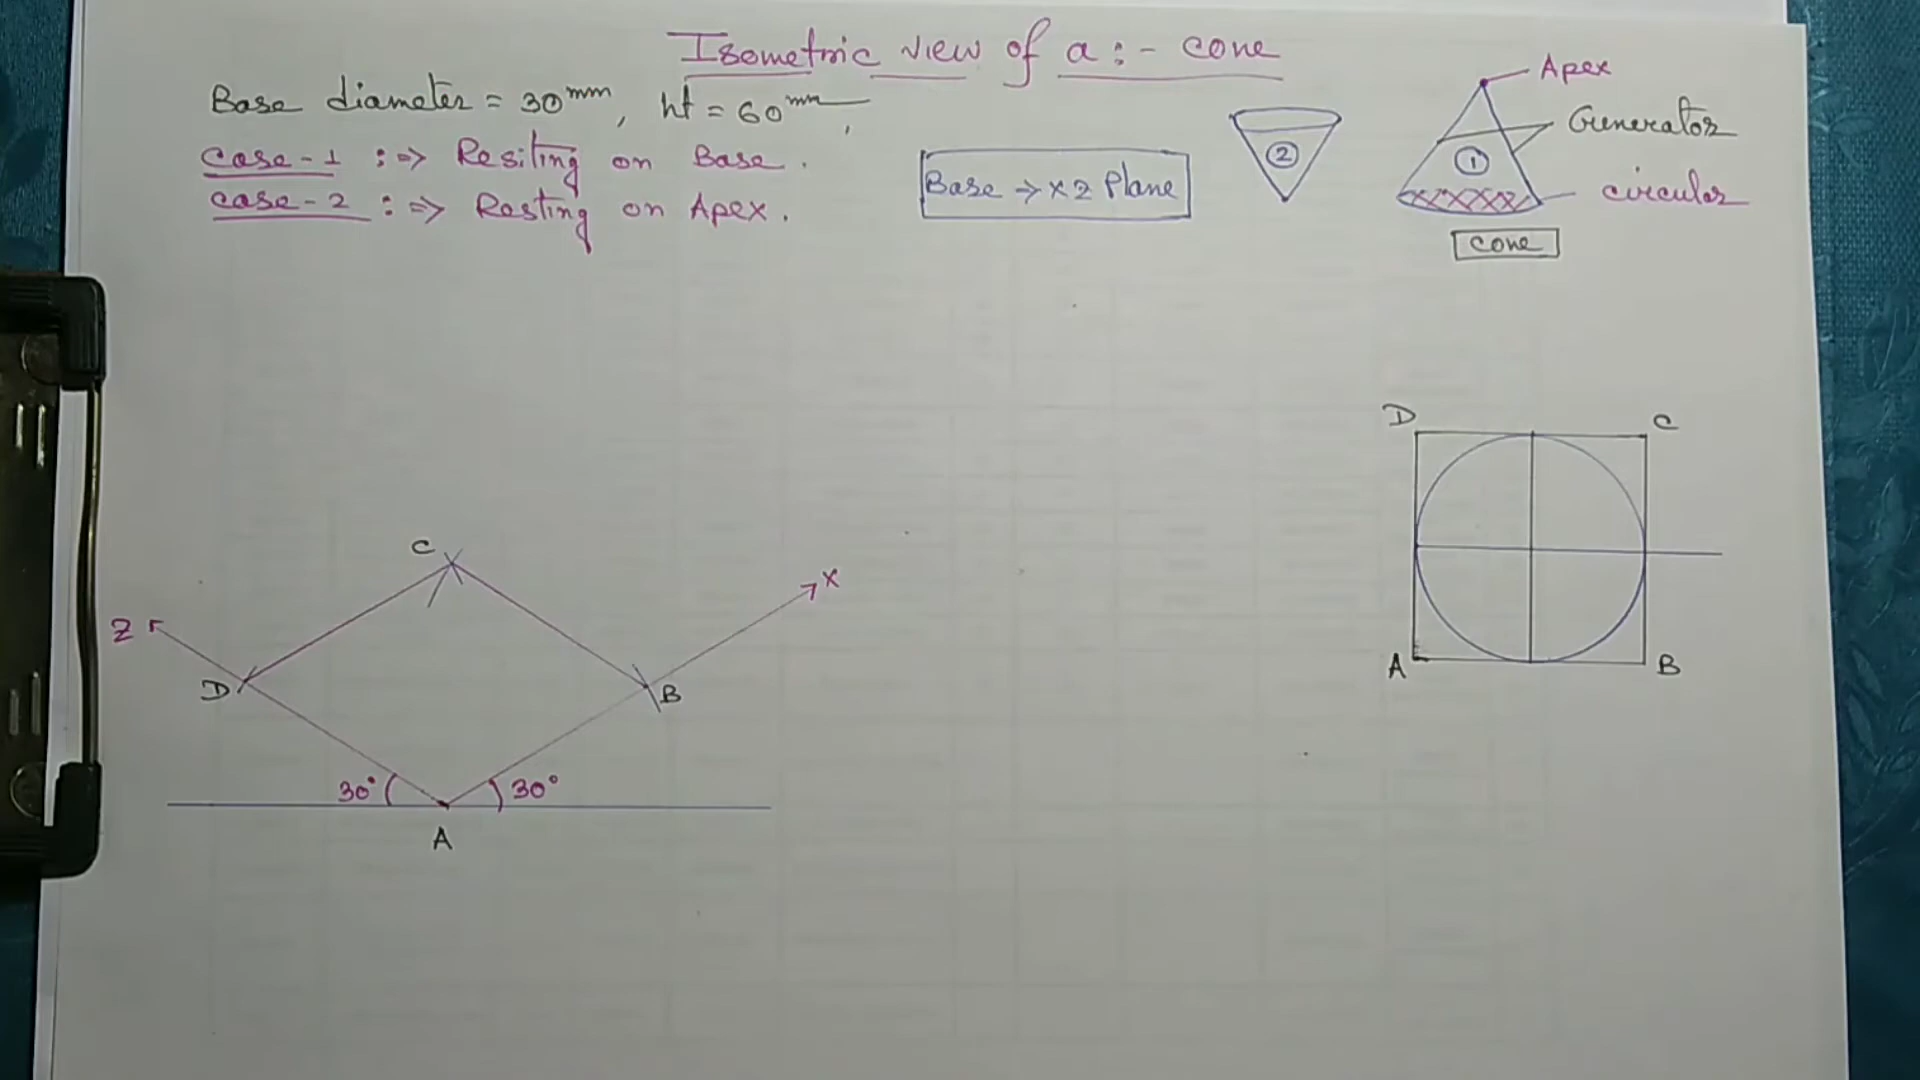 Isometric view of a :- cone
Base diameter = 30mm, ht = 60mm,
Case-1 :⇒ Resiting on Base.
Case-2 :⇒ Resting on Apex.
Base → XZ Plane
2
Apex
Generator
1
circular
cone
D
C
A
B
C
X
Z
D
B
30°
30°
A